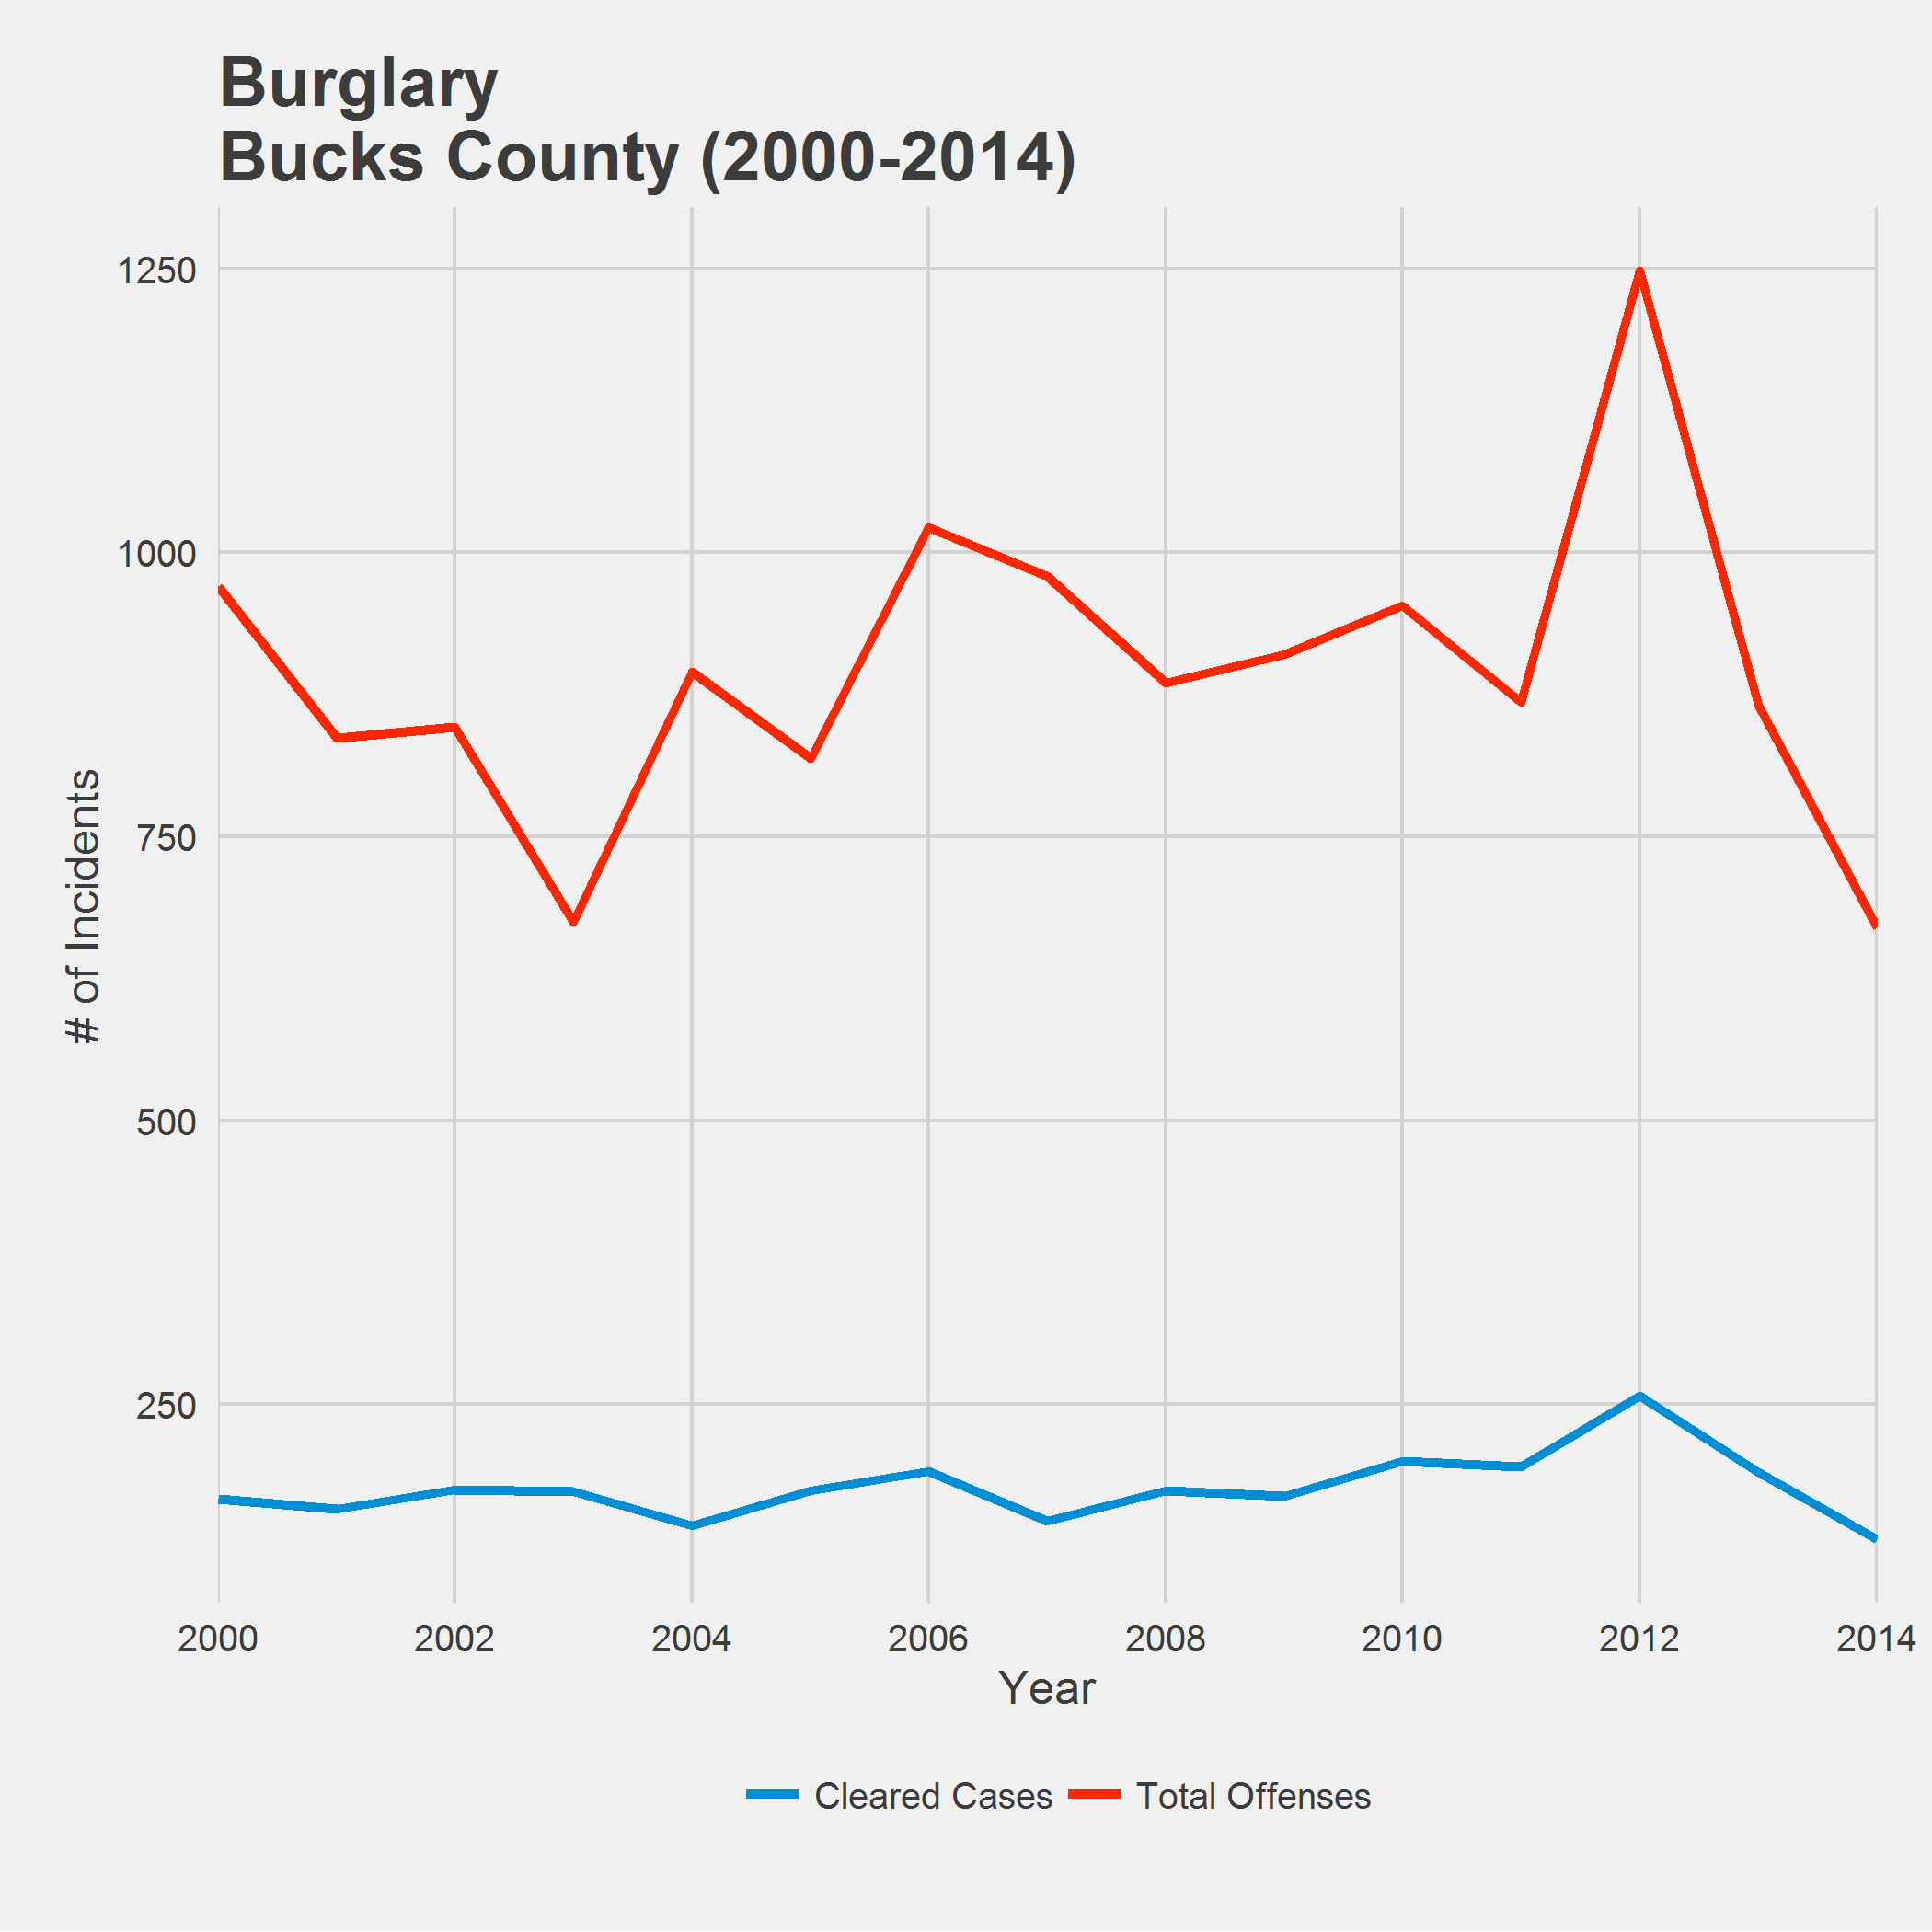 Burglary
Bucks County (2000-2014)
1250
1000
750
500
250
# of Incidents
2000 2002 2004 2006 2008 2010 2012 2014
Year
Cleared Cases Total Offenses